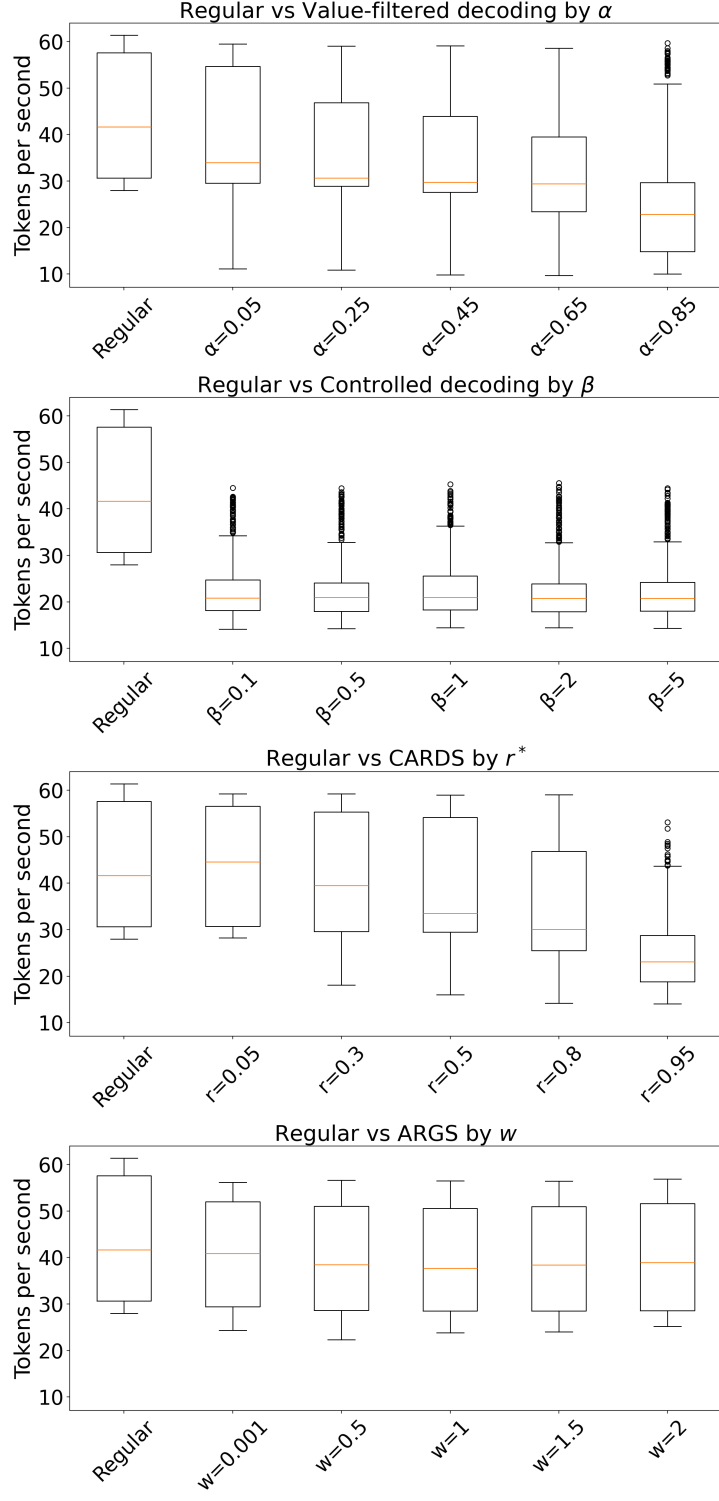 Regular vs Value-filtered decoding by α
Tokens per second
60
50
40
30
20
10
Regular
α=0.05
α=0.25
α=0.45
α=0.65
α=0.85
Regular vs Controlled decoding by β
Tokens per second
60
50
40
30
20
10
Regular
β=0.1
β=0.5
β=1
β=2
β=5
Regular vs CARDS by r*
Tokens per second
60
50
40
30
20
10
Regular
r=0.05
r=0.3
r=0.5
r=0.8
r=0.95
Regular vs ARGS by w
Tokens per second
60
50
40
30
20
10
Regular
w=0.001
w=0.5
w=1
w=1.5
w=2